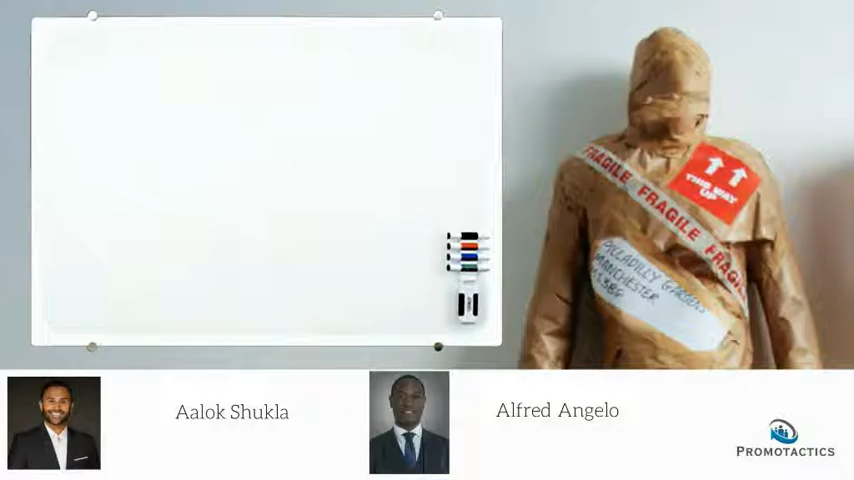 FRAGILE FRAGILE FRAGILE
THIS WAY
UP
PICCADILLY GARDENS
MANCHESTER
Aalok Shukla
Alfred Angelo
PROMOTACTICS